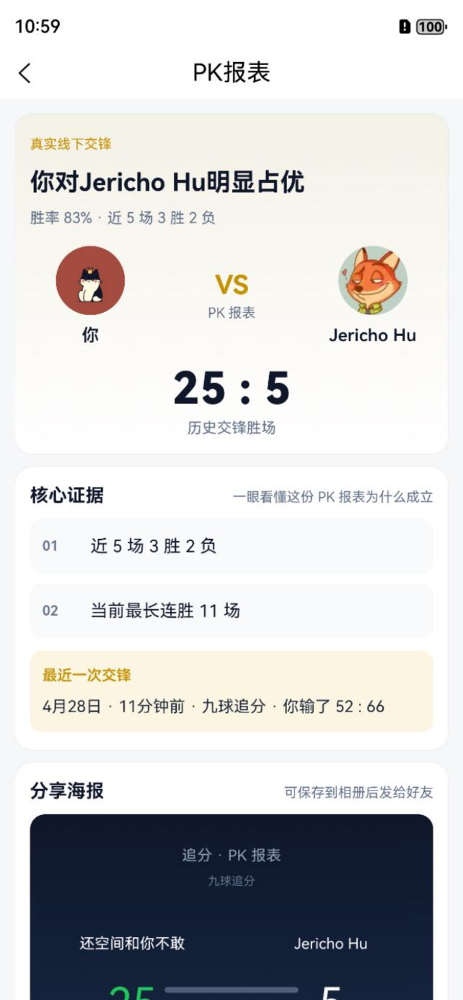 10:59
100
PK报表
真实线下交锋
你对Jericho Hu明显占优
胜率 83% · 近 5 场 3 胜 2 负
VS
PK 报表
你
Jericho Hu
25 : 5
历史交锋胜场
核心证据
一眼看懂这份 PK 报表为什么成立
01 近 5 场 3 胜 2 负
02 当前最长连胜 11 场
最近一次交锋
4月28日 · 11分钟前 · 九球追分 · 你输了 52 : 66
分享海报
可保存到相册后发给好友
追分 · PK 报表
九球追分
还空间和你不敢
Jericho Hu
25
5